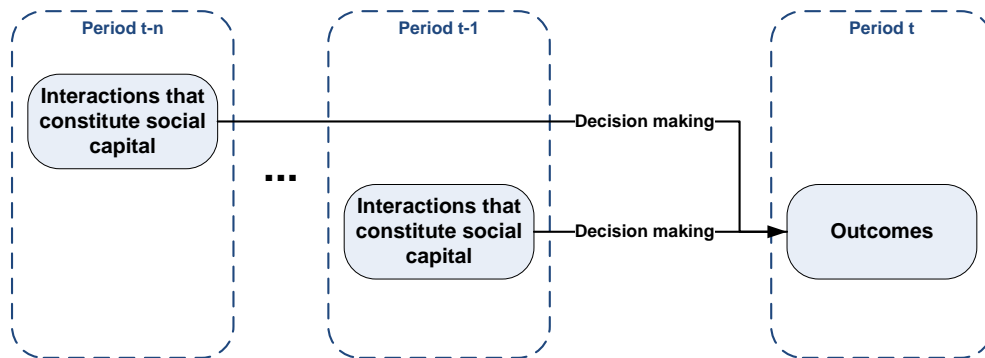 Period t-n
Period t-1
Period t
Interactions that
constitute social
capital
Decision making
...
Interactions that
constitute social
capital
Decision making
Outcomes